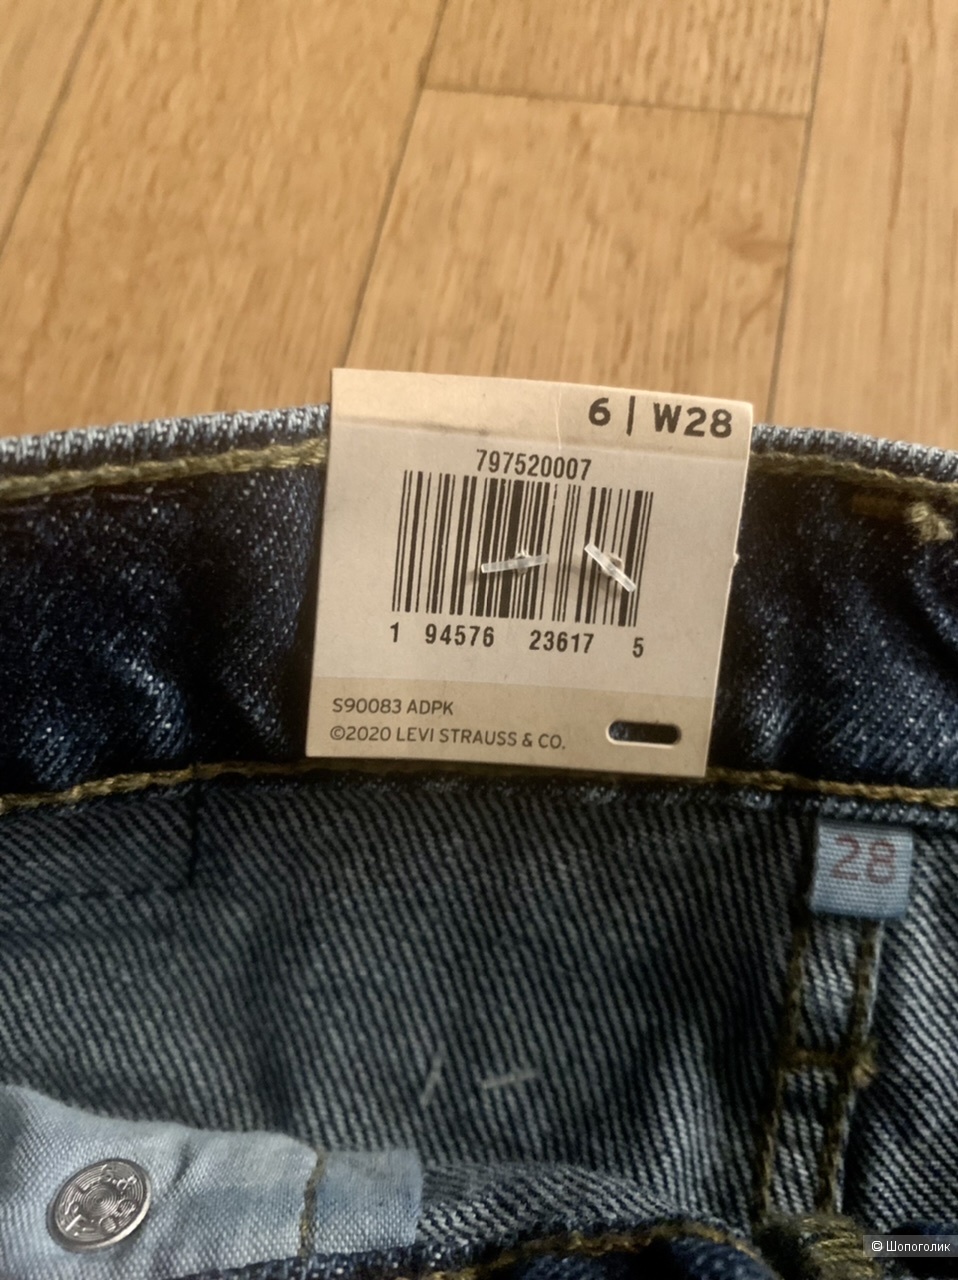 6 | W28
797520007
1 94576 23617 5
S90083 ADPK
©2020 LEVI STRAUSS & CO.
28
© Шопоголик